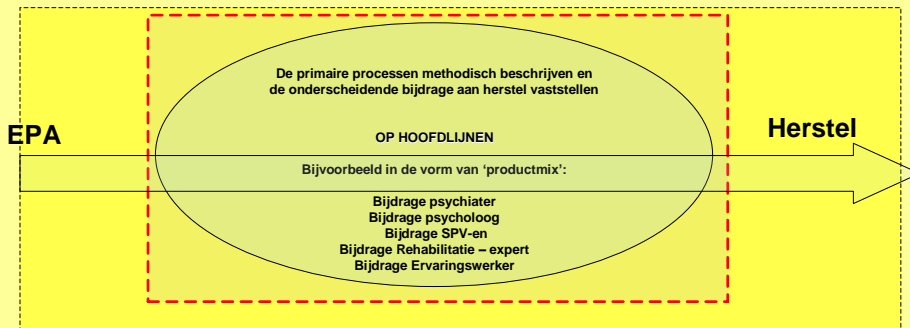 De primaire processen methodisch beschrijven en
de onderscheidende bijdrage aan herstel vaststellen
EPA
OP HOOFDLIJNEN
Herstel
Bijvoorbeeld in de vorm van ‘productmix’:
Bijdrage psychiater
Bijdrage psycholoog
Bijdrage SPV-en
Bijdrage Rehabilitatie – expert
Bijdrage Ervaringswerker